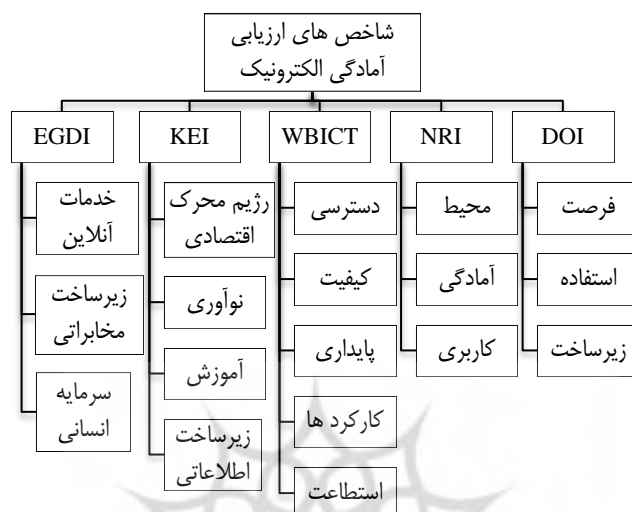 شاخص های ارزیابی
آمادگی الکترونیک
EGDI
KEI
WBICT
NRI
DOI
خدمات
آنلاین
زیرساخت
مخابراتی
سرمایه
انسانی
رژیم محرک
اقتصادی
نوآوری
آموزش
زیرساخت
اطلاعاتی
دسترسی
کیفیت
پایداری
کارکرد ها
استطاعت
محیط
آمادگی
کاربری
فرصت
استفاده
زیرساخت